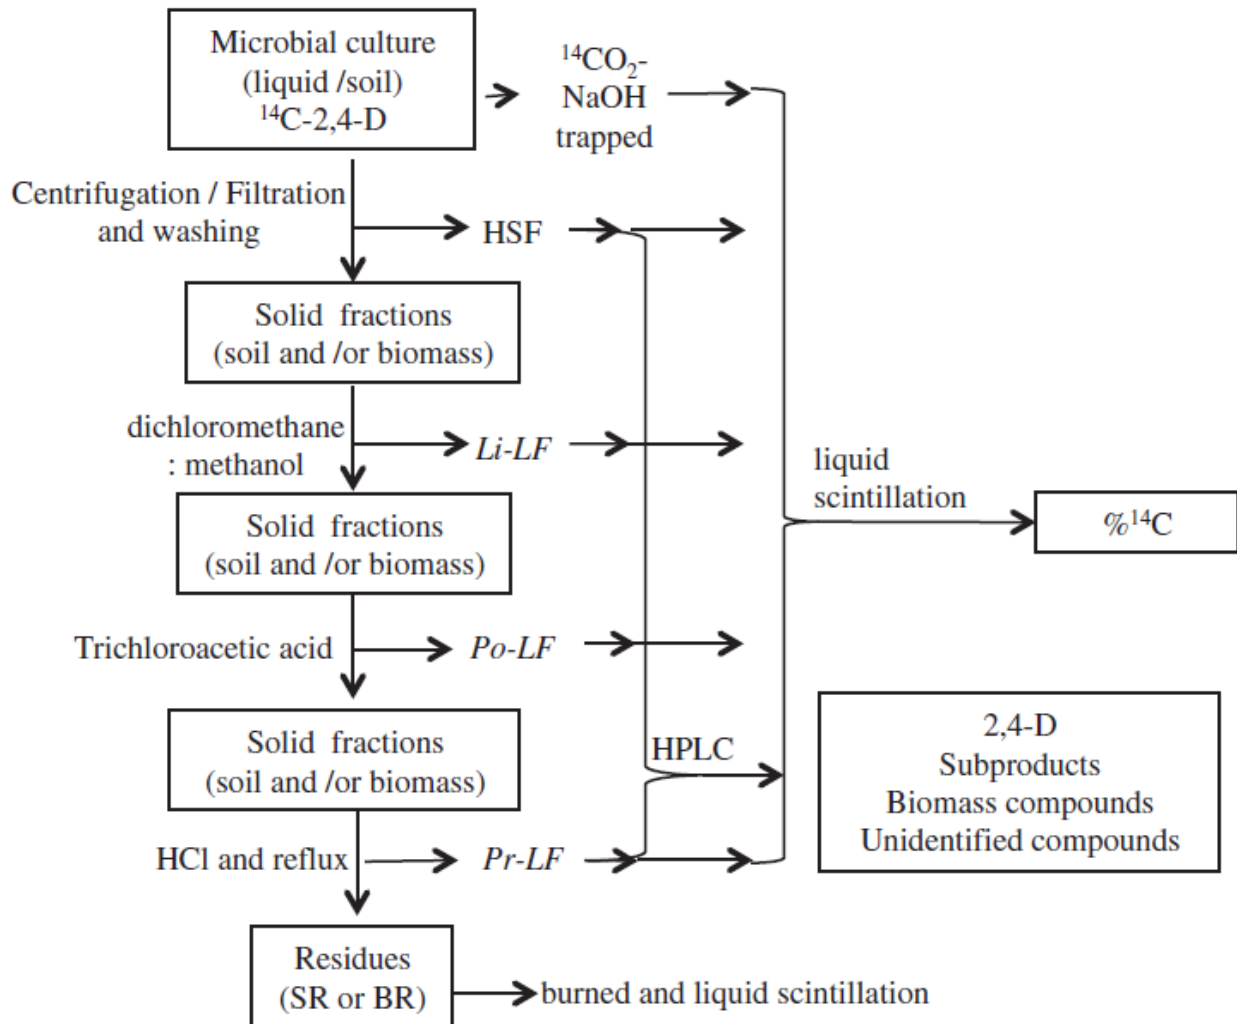 Microbial culture
(liquid /soil)
¹⁴C-2,4-D
¹⁴CO₂-
NaOH
trapped
Centrifugation / Filtration
and washing
HSF
Solid fractions
(soil and /or biomass)
dichloromethane
: methanol
Li-LF
liquid
scintillation
%¹⁴C
Solid fractions
(soil and /or biomass)
Trichloroacetic acid
Po-LF
Solid fractions
(soil and /or biomass)
HPLC
2,4-D
Subproducts
Biomass compounds
Unidentified compounds
HCl and reflux
Pr-LF
Residues
(SR or BR)
burned and liquid scintillation